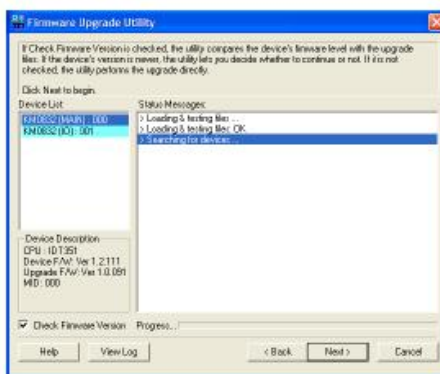 Firmware Upgrade Utility
If Check Firmware Version is checked, the utility compares the device's firmware level with the upgrade
files. If the device's version is newer, the utility lets you decide whether to continue or not. If it is not
checked, the utility performs the upgrade directly.
Click Next to begin.
Device List
KM0832 (MAIN) : 000
KM0832 (IO) : 001
Status Messages:
> Loading & testing files ...
> Loading & testing files: OK.
> Searching for devices ...
Device Description
CPU : IDT351
Device F/W: Ver 1.2.111
Upgrade F/W: Ver 1.0.091
MID: 000
Check Firmware Version
Progress...
Help
View Log
< Back
Next >
Cancel